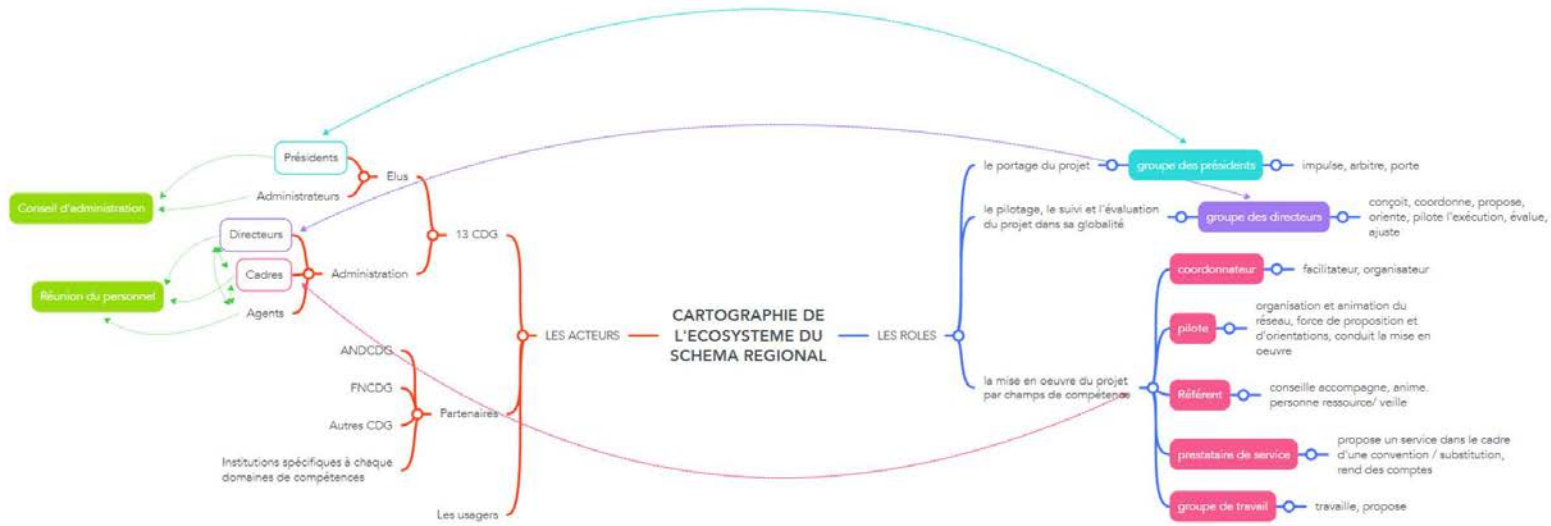 CARTOGRAPHIE DE
L'ECOSYSTEME DU
SCHEMA REGIONAL
LES ACTEURS
13 CDG
Elus
Présidents
Administrateurs
Conseil d'administration
Administration
Directeurs
Cadres
Agents
Réunion du personnel
Partenaires
ANDCDG
FNCDG
Autres CDG
Institutions spécifiques à chaque
domaines de compétences
Les usagers
LES ROLES
le portage du projet
groupe des présidents
impulse, arbitre, porte
le pilotage, le suivi et l'évaluation
du projet dans sa globalité
groupe des directeurs
conçoit, coordonne, propose,
oriente, pilote l'exécution, évalue,
ajuste
la mise en oeuvre du projet
par champs de compétence
coordonnateur
facilitateur, organisateur
pilote
organisation et animation du
réseau, force de proposition et
d'orientations, conduit la mise en
oeuvre
Référent
conseille accompagne, anime.
personne ressource/ veille
prestataire de service
propose un service dans le cadre
d'une convention / substitution,
rend des comptes
groupe de travail
travaille, propose